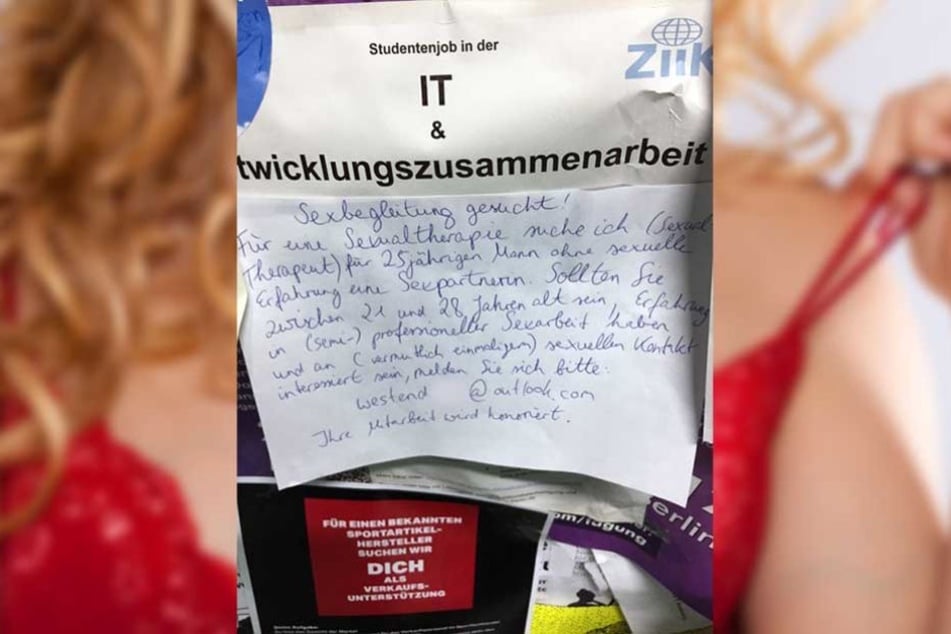 Studentenjob in der
ZiiK
IT
&
twicklungszusammenarbeit
Sexbegleitung gesucht!
Für eine Sexualtherapie suche ich (Sexual-
Therapeut) für 25jährigen Mann ohne sexuelle
Erfahrung eine Sexpartnerin. Sollten Sie
zwischen 21 und 28 Jahren alt sein, Erfahrung
in (semi-) professioneller Sexarbeit haben
und an (vermutlich einmaligem) sexuellen Kontakt
interessiert sein, melden Sie sich bitte:
westend @outlook.com
Ihre Mitarbeit wird honoriert.
FÜR EINEN BEKANNTEN
SPORTARTIKEL-
HERSTELLER
SUCHEN WIR
DICH
ALS
VERKAUFS-
UNTERSTÜTZUNG
om/tagung
erlin